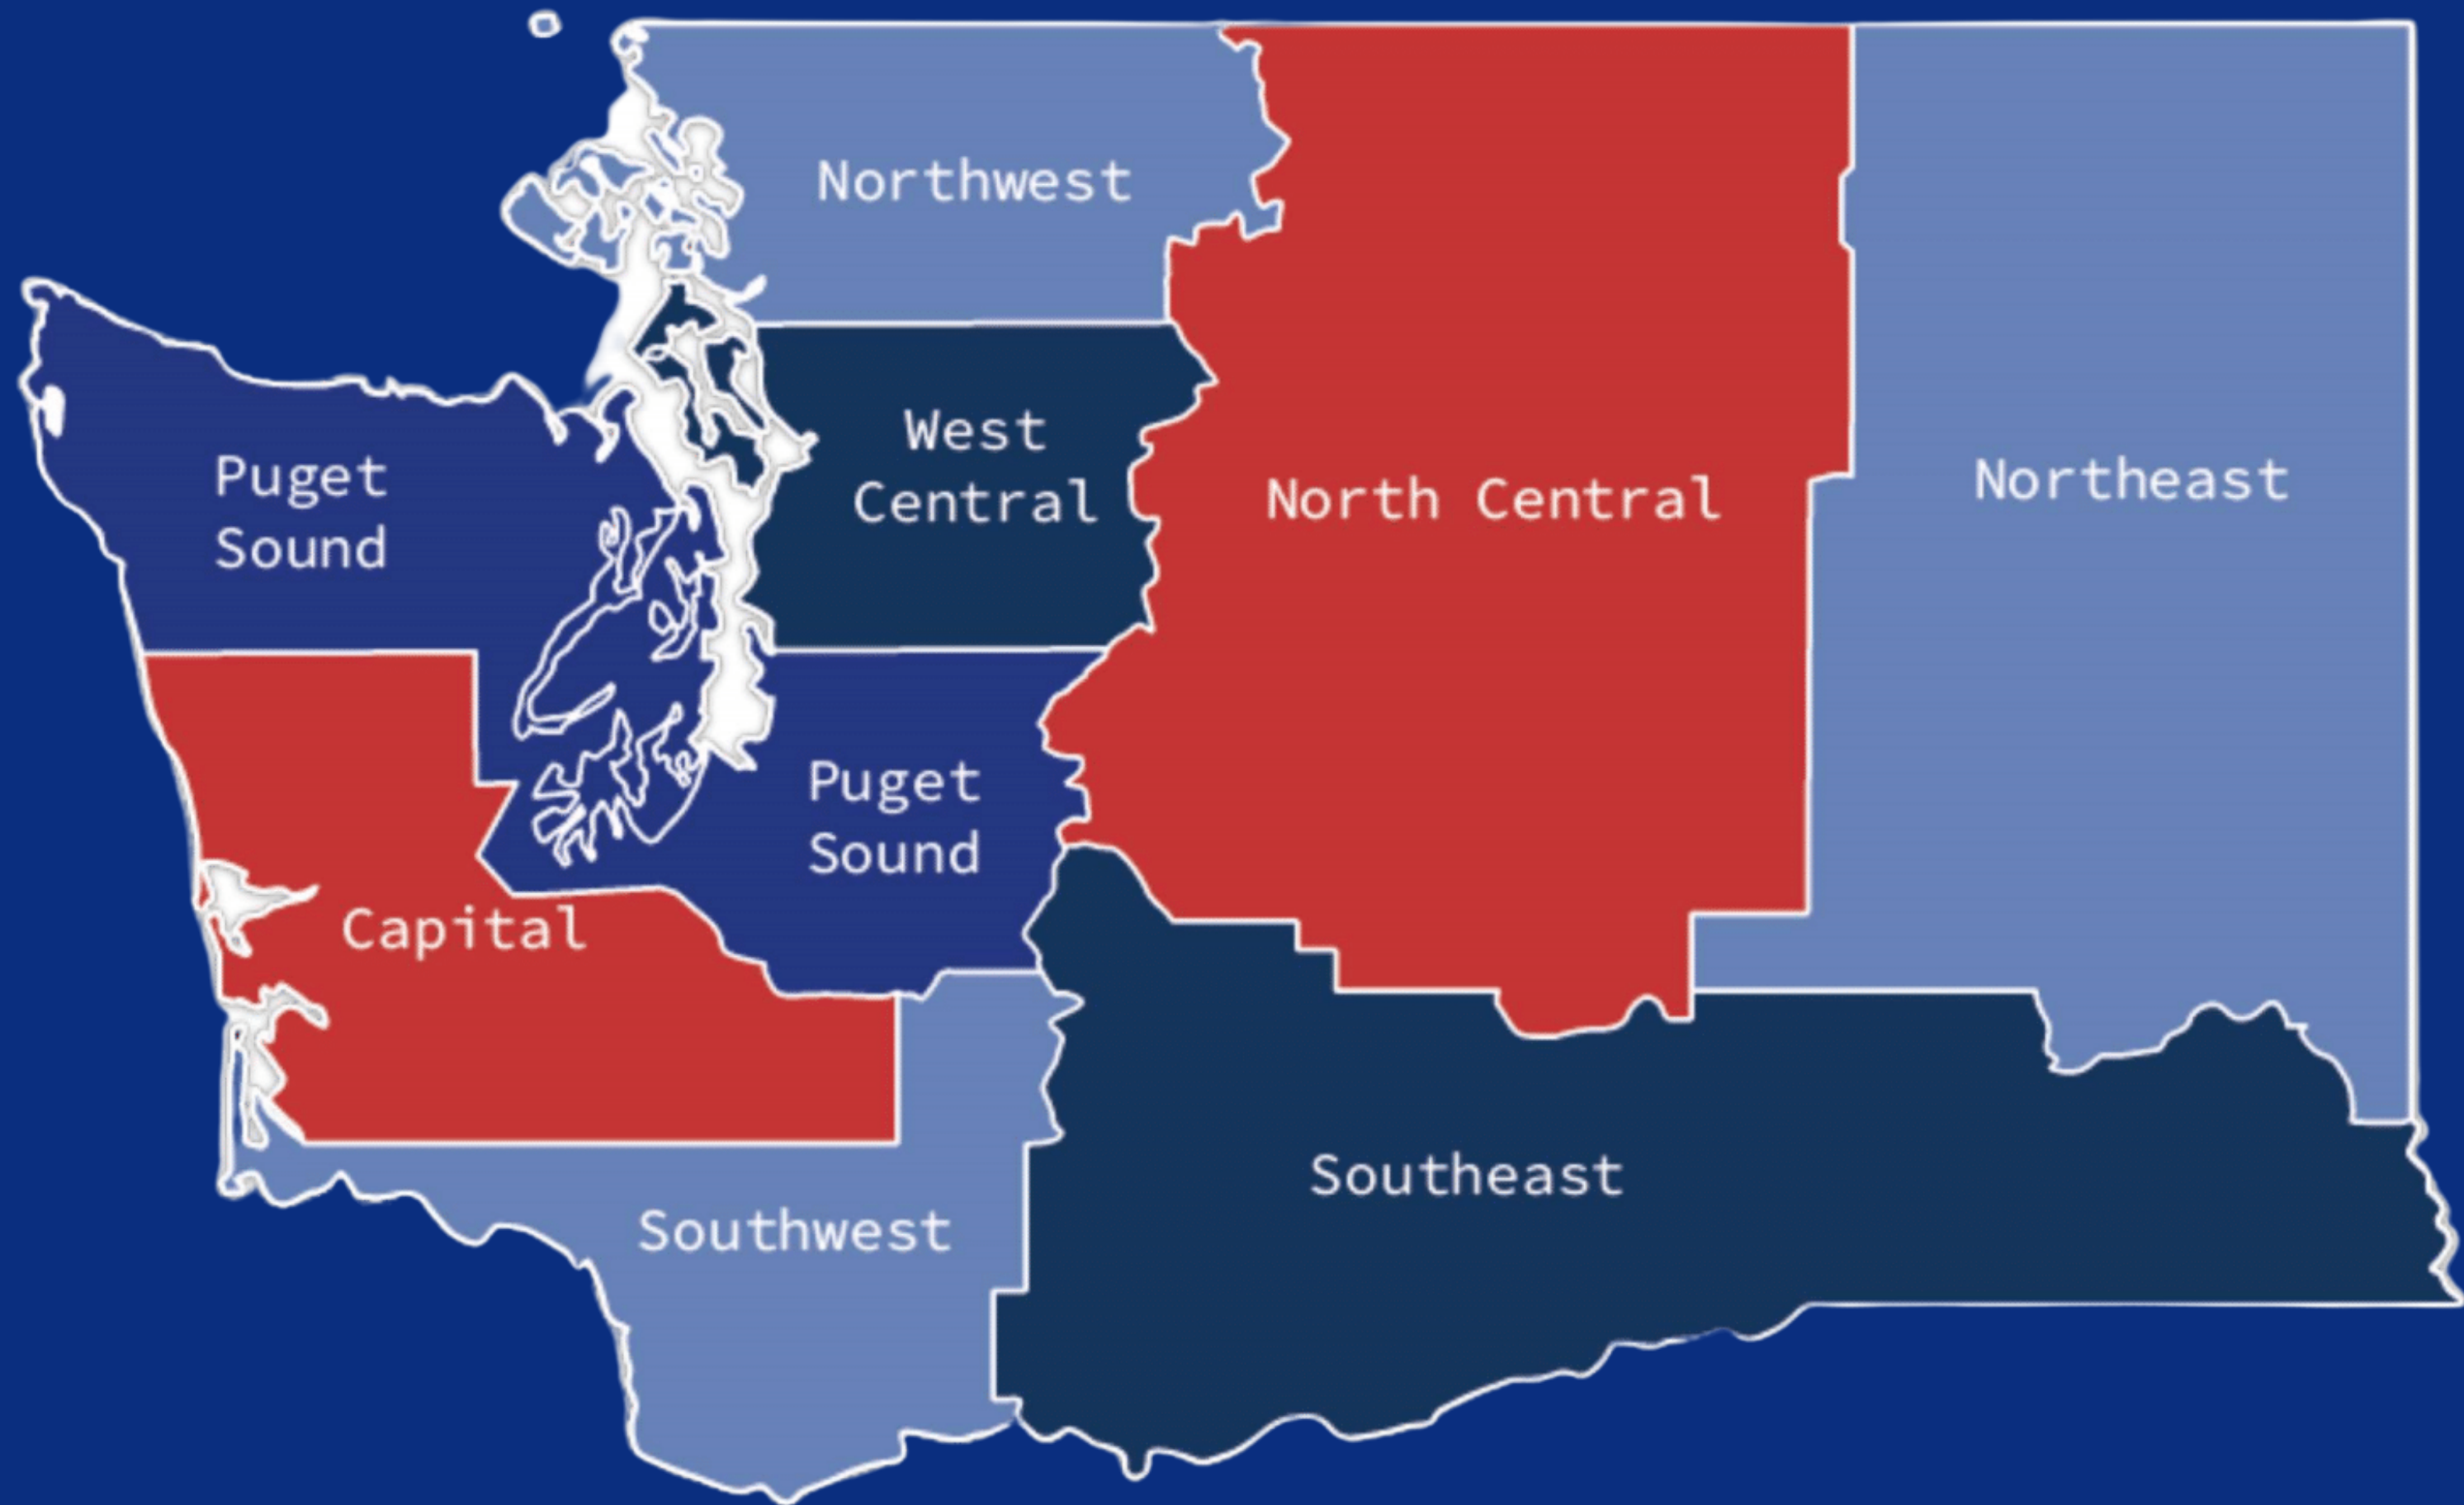 Northwest
West
Central
Puget
Sound
North Central
Northeast
Puget
Sound
Capital
Southeast
Southwest